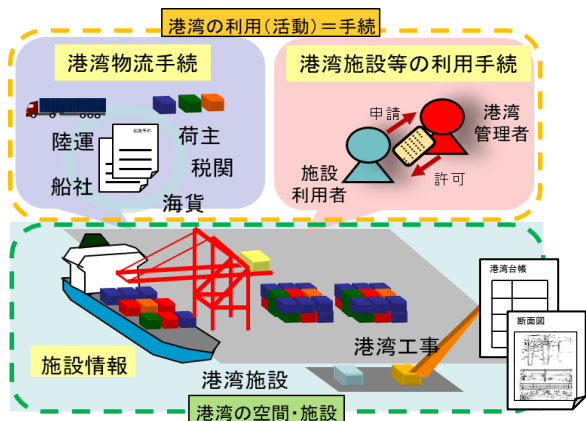 港湾の利用(活動)＝手続
港湾物流手続
陸運
荷主
税関
船社
海貨
港湾施設等の利用手続
申請
港湾
管理者
施設
利用者
許可
港湾台帳
断面図
港湾工事
施設情報
港湾施設
港湾の空間・施設